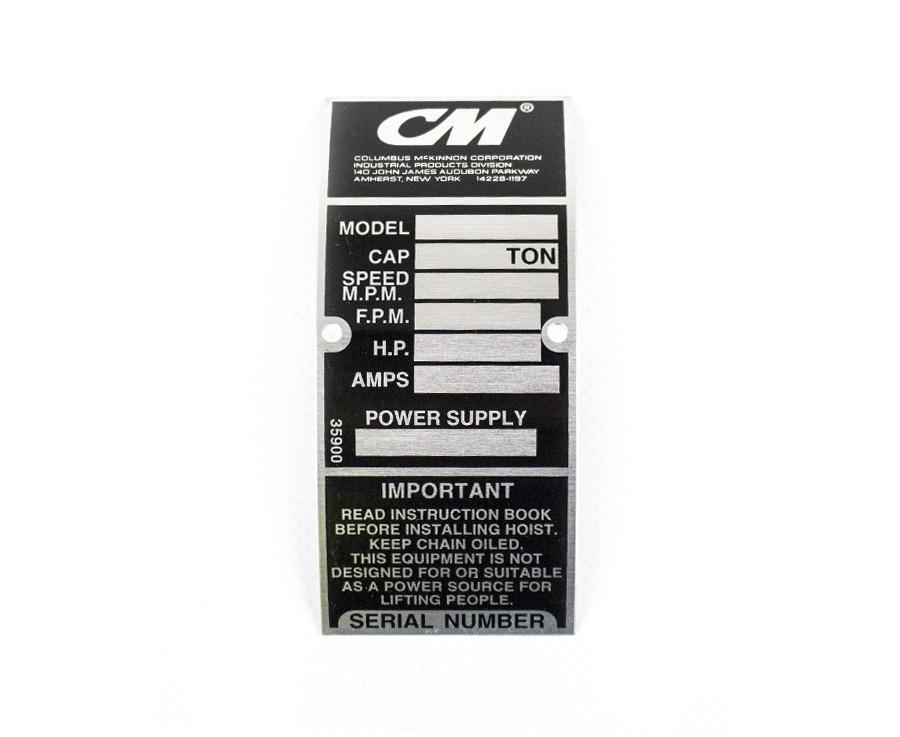 CM®
COLUMBUS McKINNON CORPORATION
INDUSTRIAL PRODUCTS DIVISION
140 JOHN JAMES AUDUBON PARKWAY
AMHERST, NEW YORK 14228-1197
MODEL
CAP TON
SPEED
M.P.M.
F.P.M.
H.P.
AMPS
POWER SUPPLY
35900
IMPORTANT
READ INSTRUCTION BOOK
BEFORE INSTALLING HOIST.
KEEP CHAIN OILED.
THIS EQUIPMENT IS NOT
DESIGNED FOR OR SUITABLE
AS A POWER SOURCE FOR
LIFTING PEOPLE.
SERIAL NUMBER